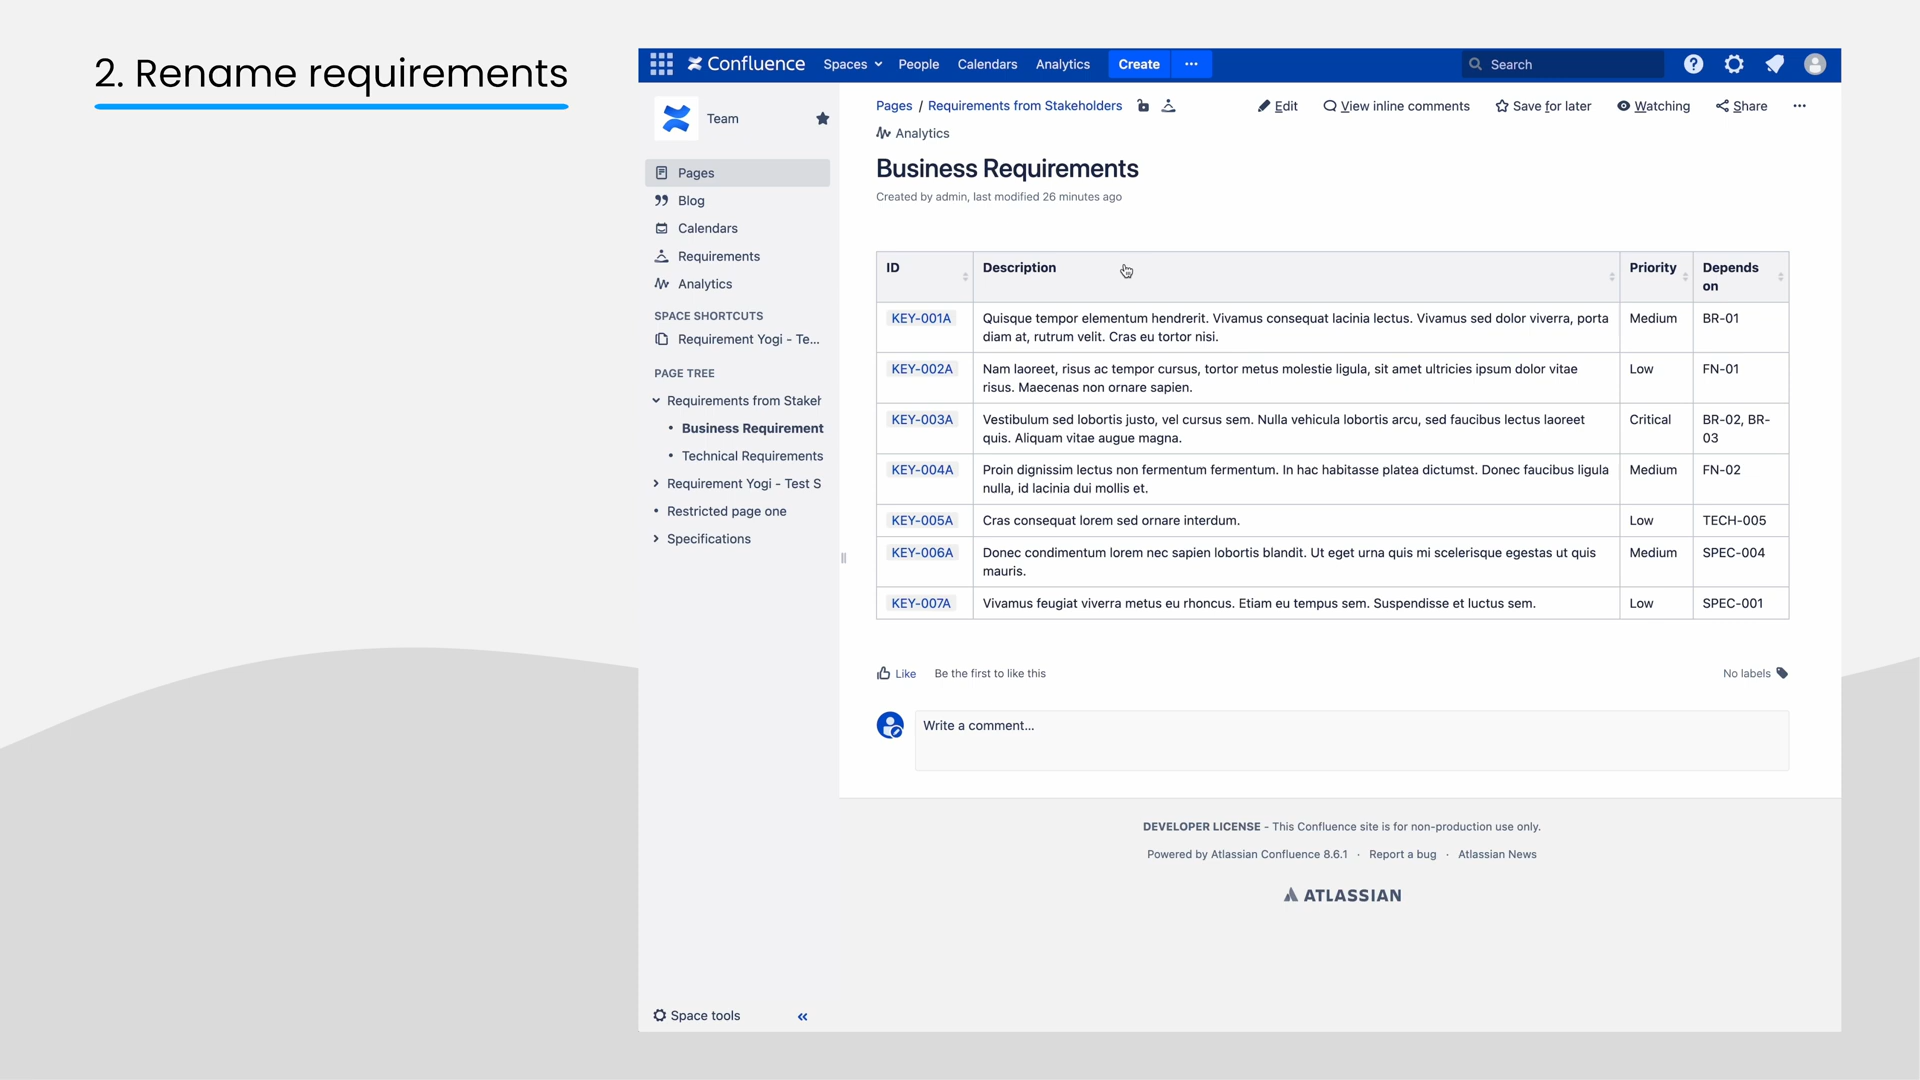 2. Rename requirements
Confluence Spaces People Calendars Analytics Create Search
Team
Pages
Blog
Calendars
Requirements
Analytics
SPACE SHORTCUTS
Requirement Yogi - Te...
PAGE TREE
Requirements from Stakeh
Business Requirement
Technical Requirements
Requirement Yogi - Test S
Restricted page one
Specifications
Space tools
Pages / Requirements from Stakeholders Edit View inline comments Save for later Watching Share
Analytics
Business Requirements
Created by admin, last modified 26 minutes ago
ID Description Priority Depends
on
KEY-001A Quisque tempor elementum hendrerit. Vivamus consequat lacinia lectus. Vivamus sed dolor viverra, porta Medium BR-01
diam at, rutrum velit. Cras eu tortor nisi.
KEY-002A Nam laoreet, risus ac tempor cursus, tortor metus molestie ligula, sit amet ultricies ipsum dolor vitae Low FN-01
risus. Maecenas non ornare sapien.
KEY-003A Vestibulum sed lobortis justo, vel cursus sem. Nulla vehicula lobortis arcu, sed faucibus lectus laoreet Critical BR-02, BR-
quis. Aliquam vitae augue magna. 03
KEY-004A Proin dignissim lectus non fermentum fermentum. In hac habitasse platea dictumst. Donec faucibus ligula Medium FN-02
nulla, id lacinia dui mollis et.
KEY-005A Cras consequat lorem sed ornare interdum. Low TECH-005
KEY-006A Donec condimentum lorem nec sapien lobortis blandit. Ut eget urna quis mi scelerisque egestas ut quis Medium SPEC-004
mauris.
KEY-007A Vivamus feugiat viverra metus eu rhoncus. Etiam eu tempus sem. Suspendisse et luctus sem. Low SPEC-001
Like Be the first to like this No labels
Write a comment...
DEVELOPER LICENSE - This Confluence site is for non-production use only.
Powered by Atlassian Confluence 8.6.1 · Report a bug · Atlassian News
ATLASSIAN